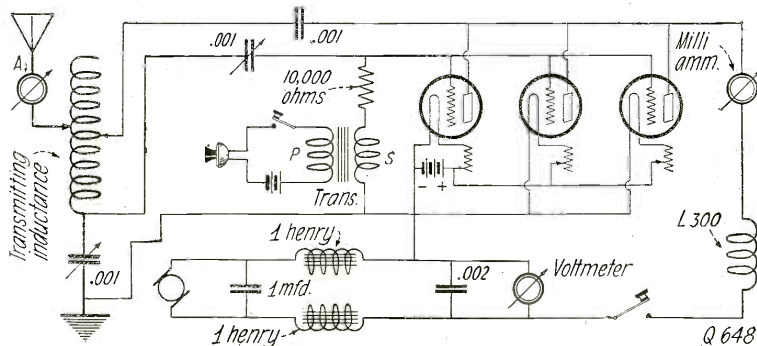 .001
.001
Milli
amm.
A
10,000
ohms
P
S
Trans.
- +
Transmitting
inductance
1 henry
L300
.001
1 mfd.
.002
Voltmeter
1 henry
Q 648